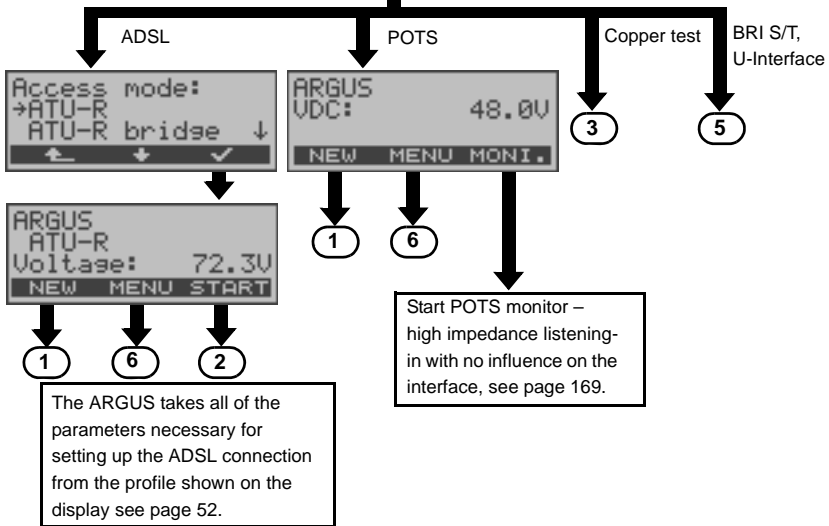 ADSL
POTS
Copper test
BRI S/T,
U-Interface
Access mode:
→ATU-R
ATU-R bridge ↓
ARGUS
VDC: 48.0V
NEW MENU MONI.
3
5
ARGUS
ATU-R
Voltage: 72.3V
NEW MENU START
1
6
1
6
2
Start POTS monitor –
high impedance listening-
in with no influence on the
interface, see page 169.
The ARGUS takes all of the
parameters necessary for
setting up the ADSL connection
from the profile shown on the
display see page 52.